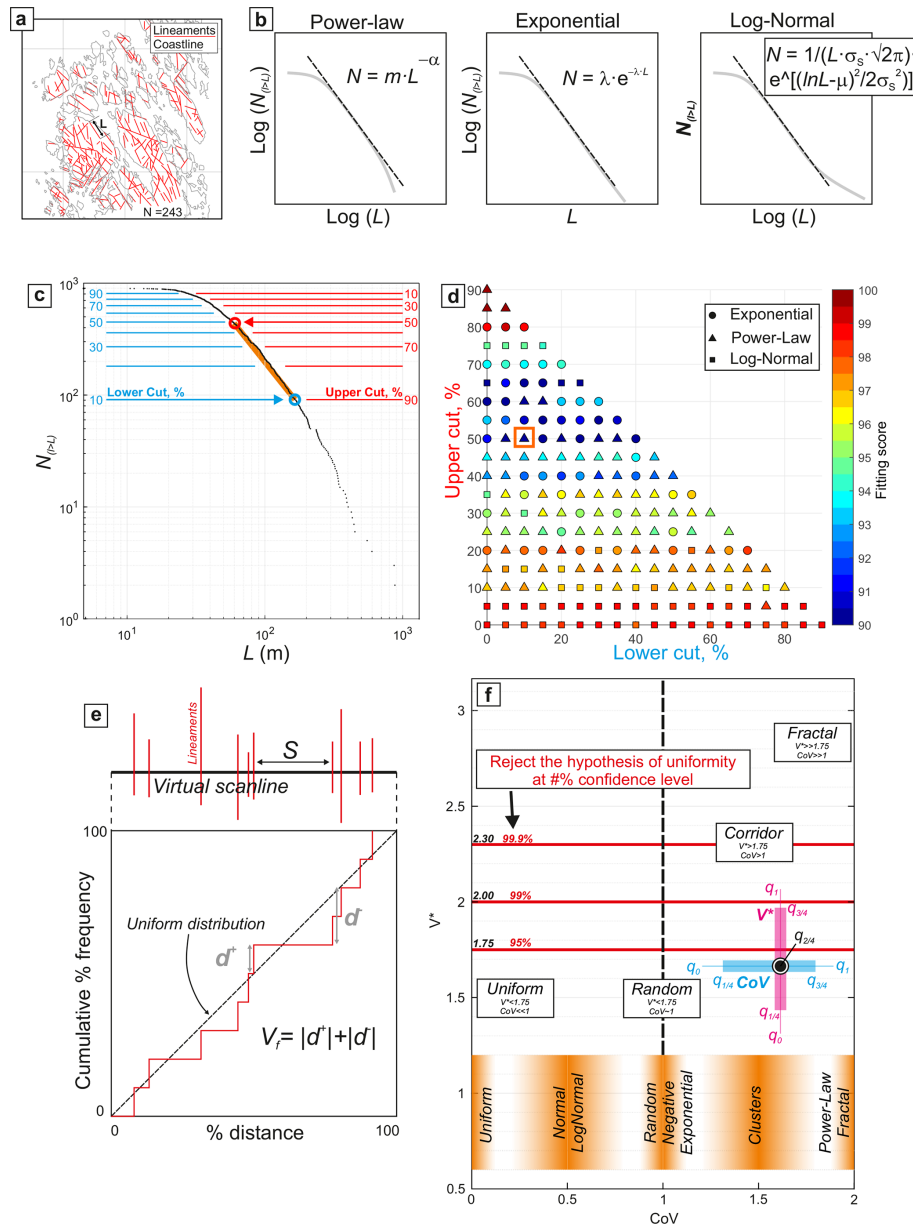 a
Lineaments
Coastline
L
N =243
b
Power-law
Log (N(l>L))
N = m·L^-α
Log (L)
Exponential
Log (N(l>L))
N = λ·e^-λ·L
L
Log-Normal
N(l>L)
N = 1/(L·σs·√2π)·
e^[(lnL-μ)²/2σs²)]
Log (L)
c
10³
10²
10¹
10⁰
N(l>L)
90
70
50
30
10
Lower Cut, %
10
30
50
70
90
Upper Cut, %
10¹
10²
10³
L (m)
d
Exponential
Power-Law
Log-Normal
90
80
70
60
50
40
30
20
10
0
Upper cut, %
0
20
40
60
80
Lower cut, %
100
99
98
97
96
95
94
93
92
91
90
Fitting score
e
Lineaments
S
Virtual scanline
100
0
Cumulative % frequency
Uniform distribution
d⁺
d⁻
Vf= |d⁺|+|d⁻|
0
100
% distance
f
3
2.5
2
1.5
1
0.5
V*
Fractal
V*>>1.75
CoV>>1
Reject the hypothesis of uniformity
at #% confidence level
2.30
99.9%
Corridor
V*>1.75
CoV>1
2.00
99%
1.75
95%
q1
V*
q3/4
q2/4
q0
q1
q1/4
CoV
q3/4
q1/4
q0
Uniform
V*<1.75
CoV<<1
Random
V*<1.75
CoV~1
Uniform
Normal
LogNormal
Random
Negative
Exponential
Clusters
Power-Law
Fractal
0
0.5
1
1.5
2
CoV